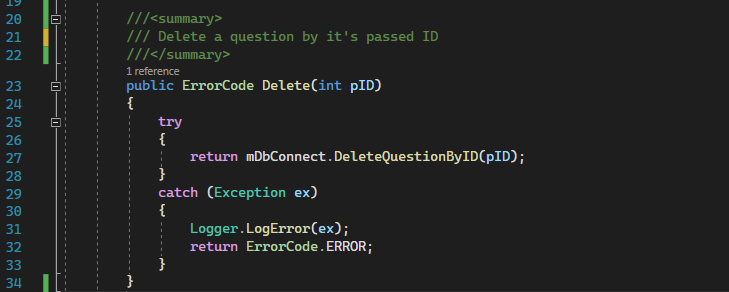 19
20 ///<summary>
21 /// Delete a question by it's passed ID
22 ///</summary>
1 reference
23 public ErrorCode Delete(int pID)
24 {
25 try
26 {
27 return mDbConnect.DeleteQuestionByID(pID);
28 }
29 catch (Exception ex)
30 {
31 Logger.LogError(ex);
32 return ErrorCode.ERROR;
33 }
34 }